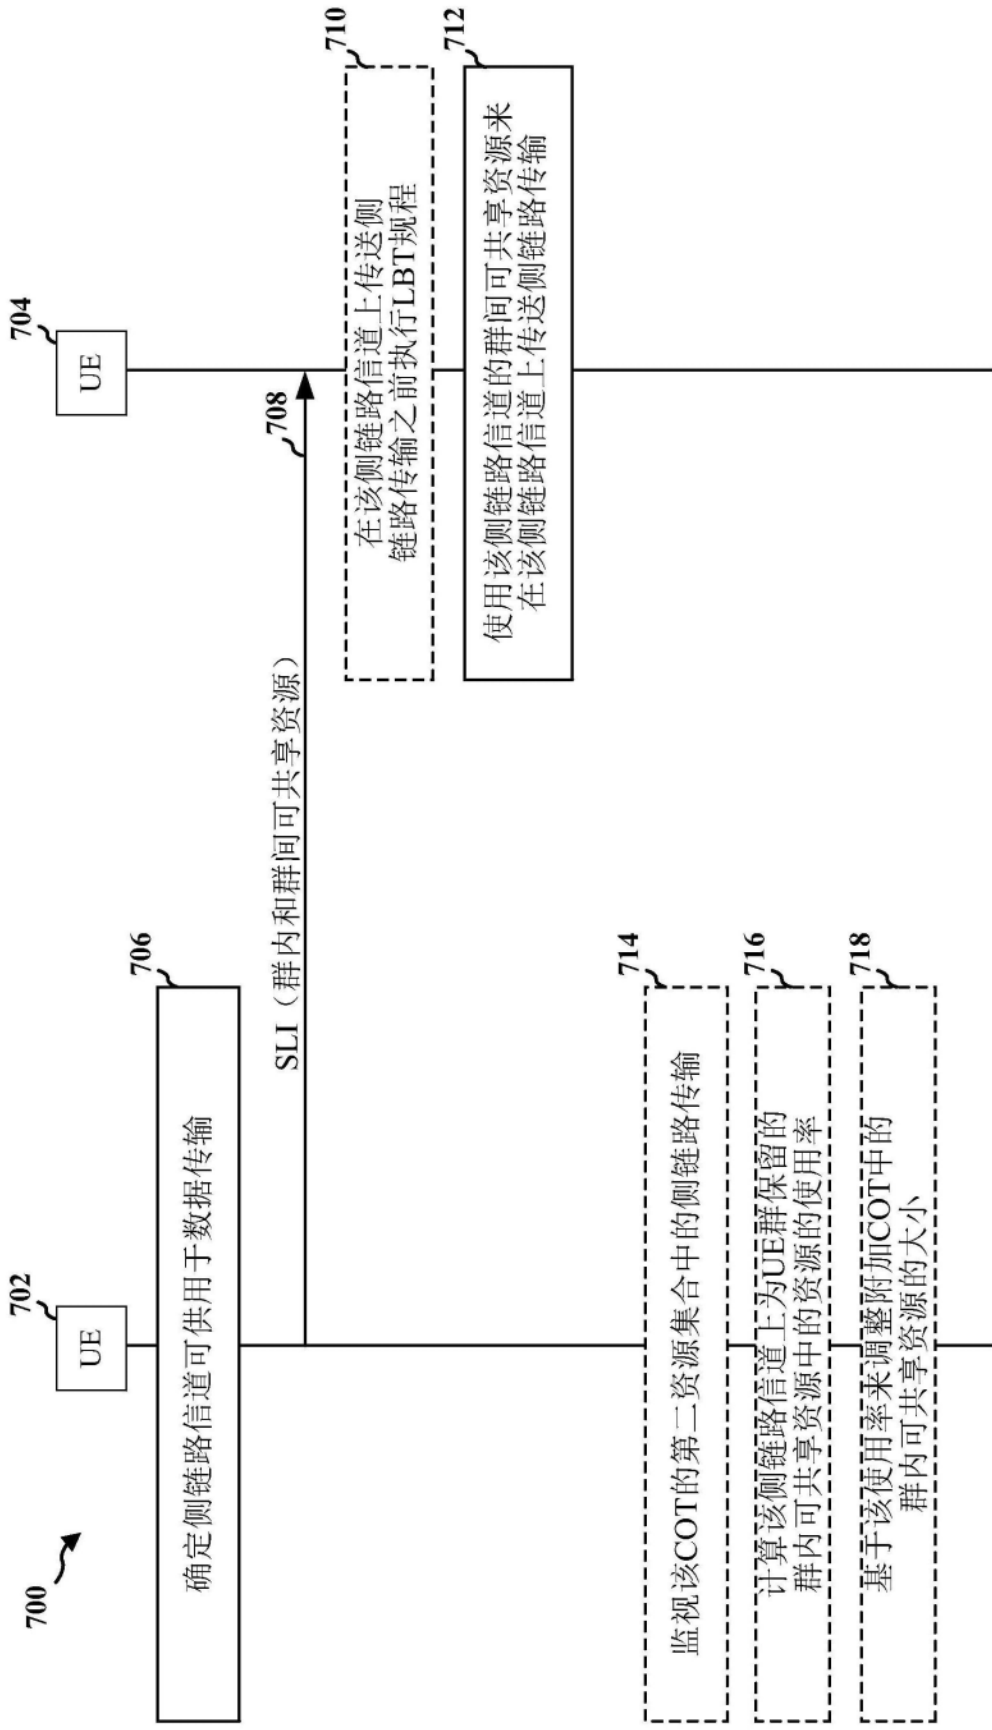 700
702
UE
704
UE
706
确定侧链路信道可供用于数据传输
SLI（群内和群间可共享资源）
708
710
在该侧链路信道上传送侧
链路传输之前执行LBT规程
712
使用该侧链路信道的群间可共享资源来
在该侧链路信道上传送侧链路传输
714
监视该COT的第二资源集合中的侧链路传输
716
计算该侧链路信道上为UE群保留的
群内可共享资源中的资源的使用率
718
基于该使用率来调整附加COT中的
群内可共享资源的大小